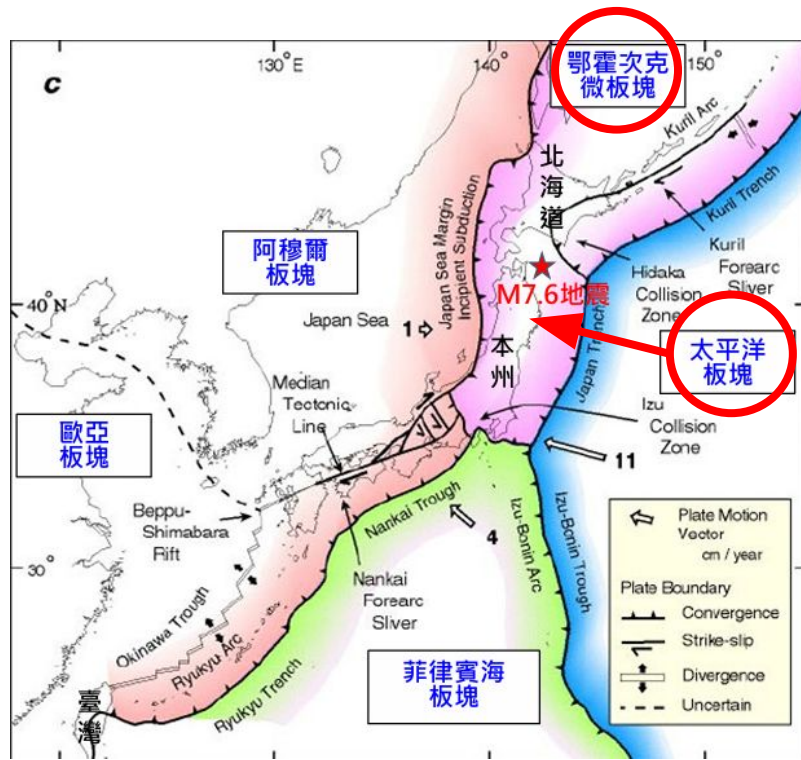 c
130°E
140°
150°
鄂霍次克
微板塊
Kuril Arc
北海道
Kuril Trench
阿穆爾
板塊
Japan Sea Margin
Incipient Subduction
Kuril
Forearc
Sliver
Hidaka
Collision
Zone
40°N
M7.6地震
Japan Sea
1
本州
Japan Trench
太平洋
板塊
Median
Tectonic
Line
Izu
Collision
Zone
歐亞
板塊
11
Beppu-
Shimabara
Rift
Nankai Trough
4
Izu-Bonin Arc
Izu-Bonin Trough
30°
Nankai
Forearc
Sliver
Okinawa Trough
Ryukyu Arc
Ryukyu Trench
菲律賓海
板塊
臺灣
Plate Motion
Vector
cm / year
Plate Boundary
Convergence
Strike-slip
Divergence
Uncertain